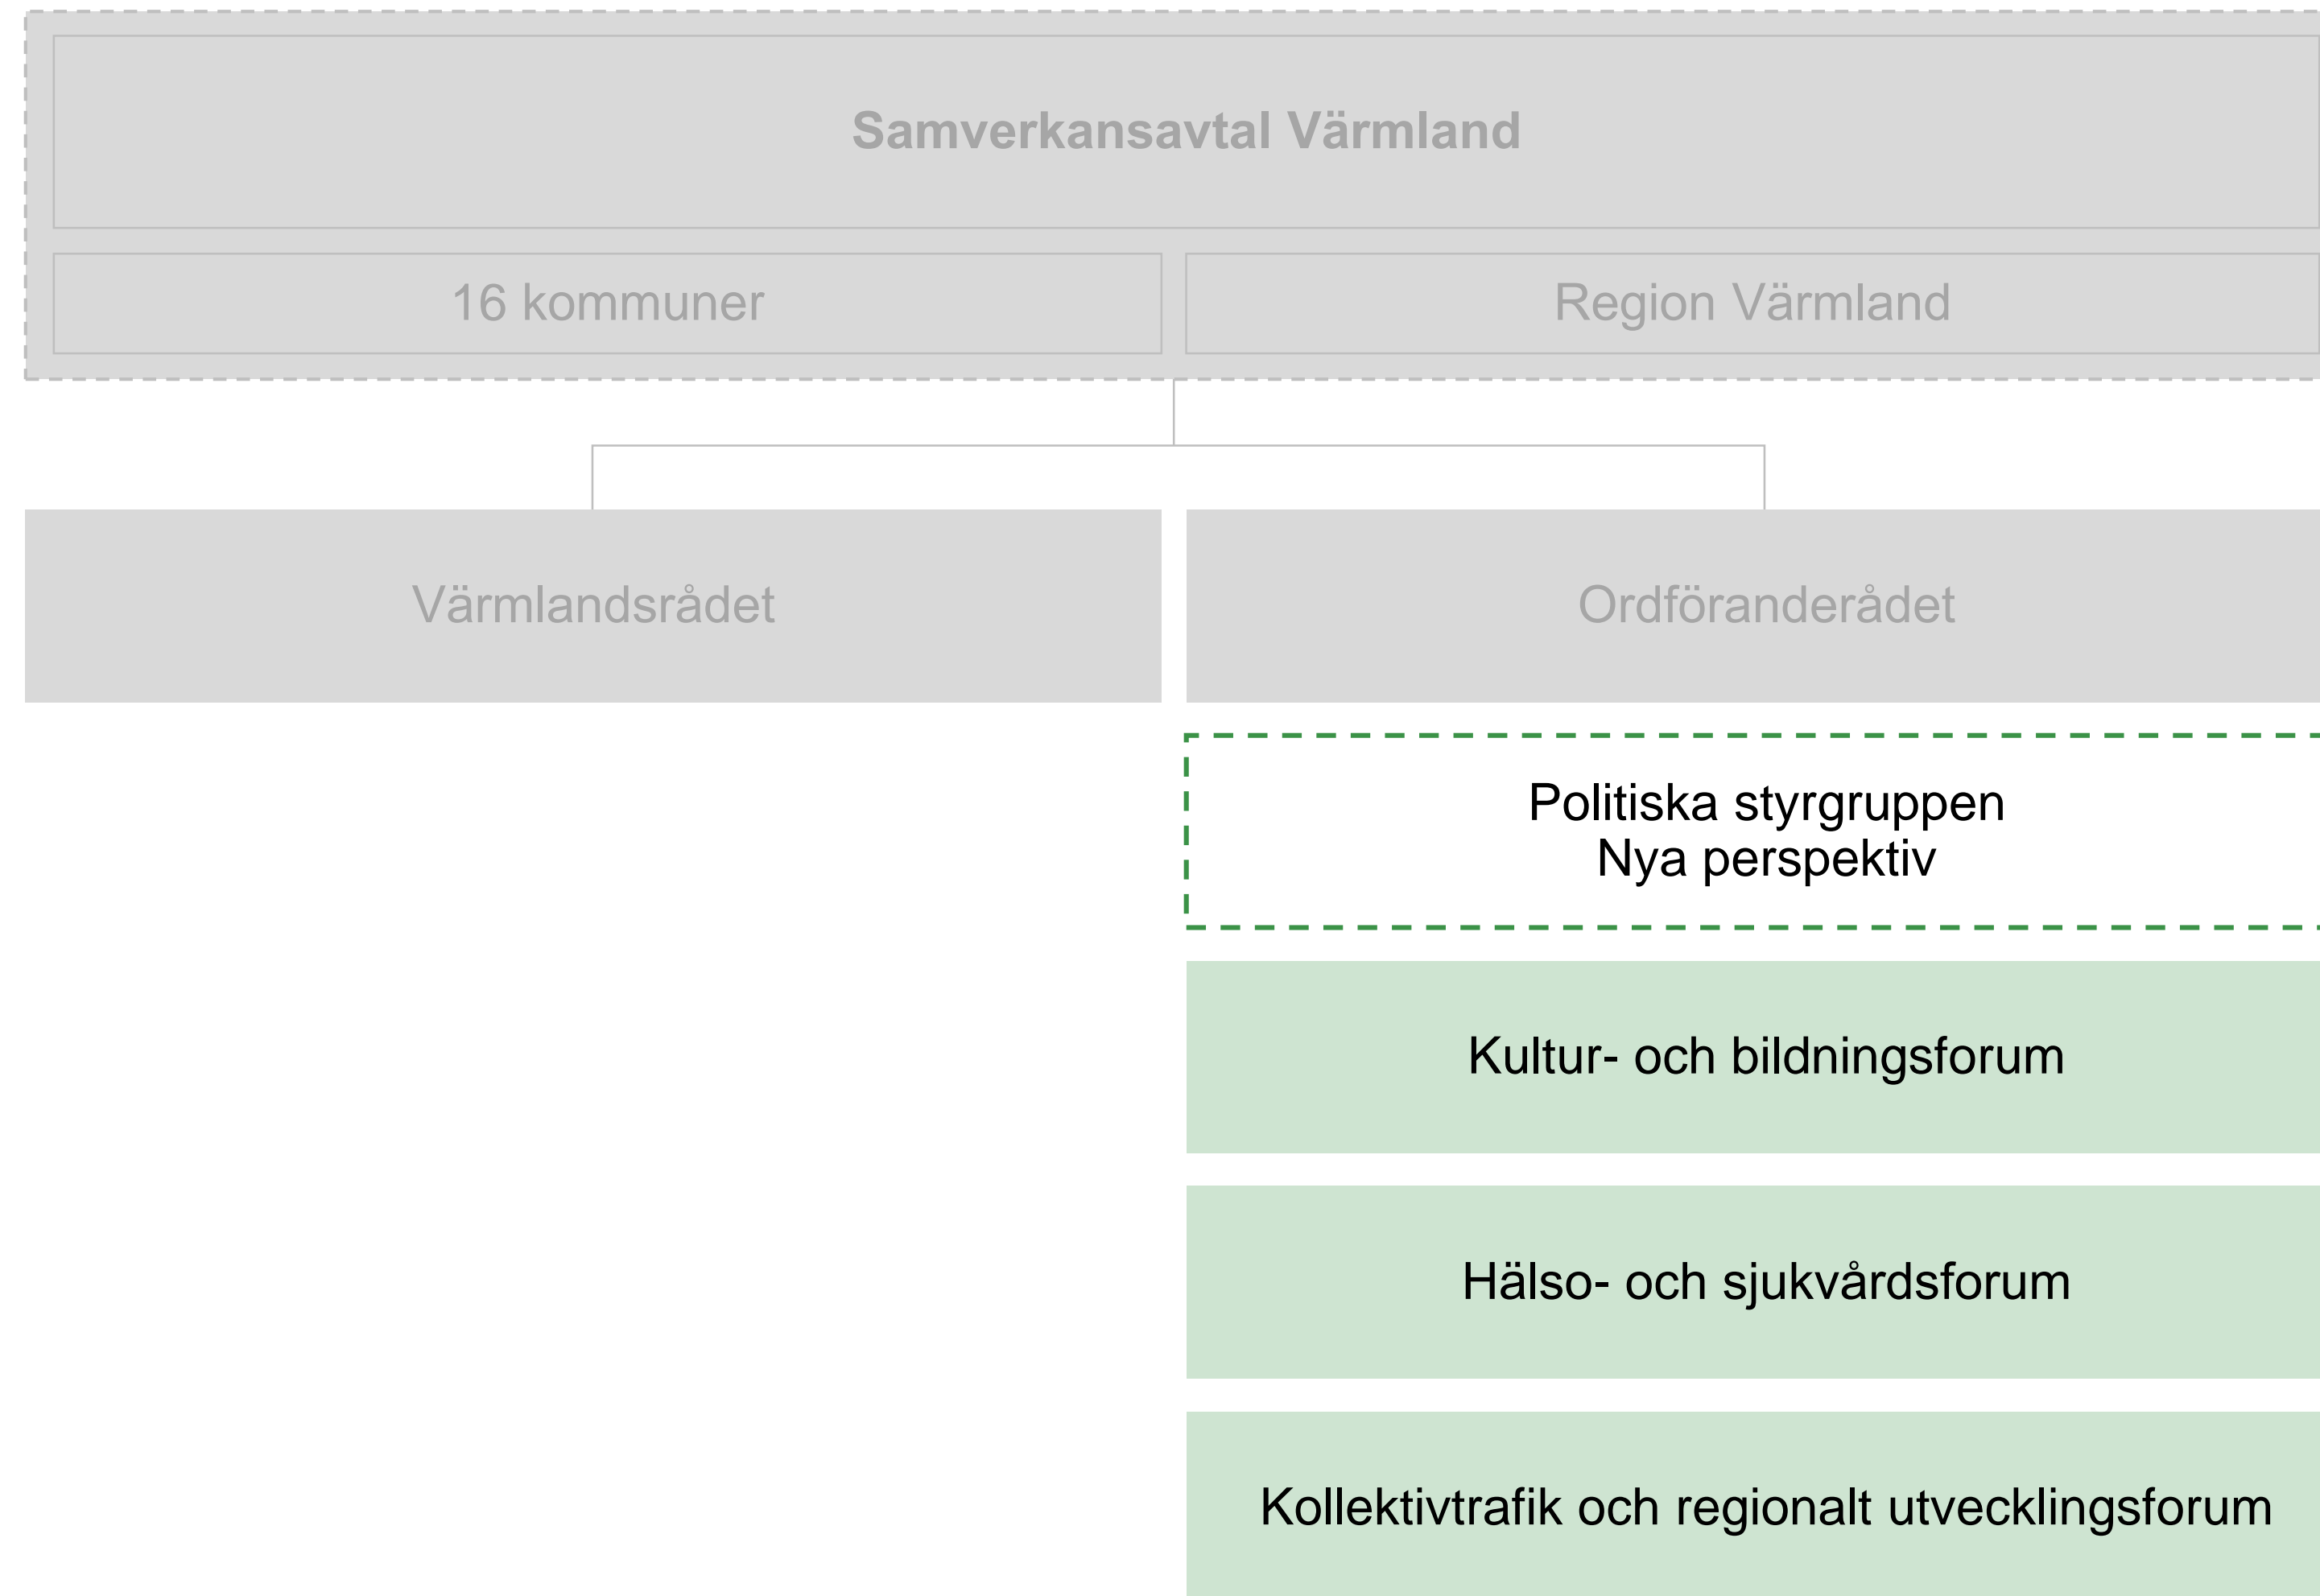 Samverkansavtal Värmland
16 kommuner
Region Värmland
Värmlandsrådet
Ordföranderådet
Politiska styrgruppen
Nya perspektiv
Kultur- och bildningsforum
Hälso- och sjukvårdsforum
Kollektivtrafik och regionalt utvecklingsforum